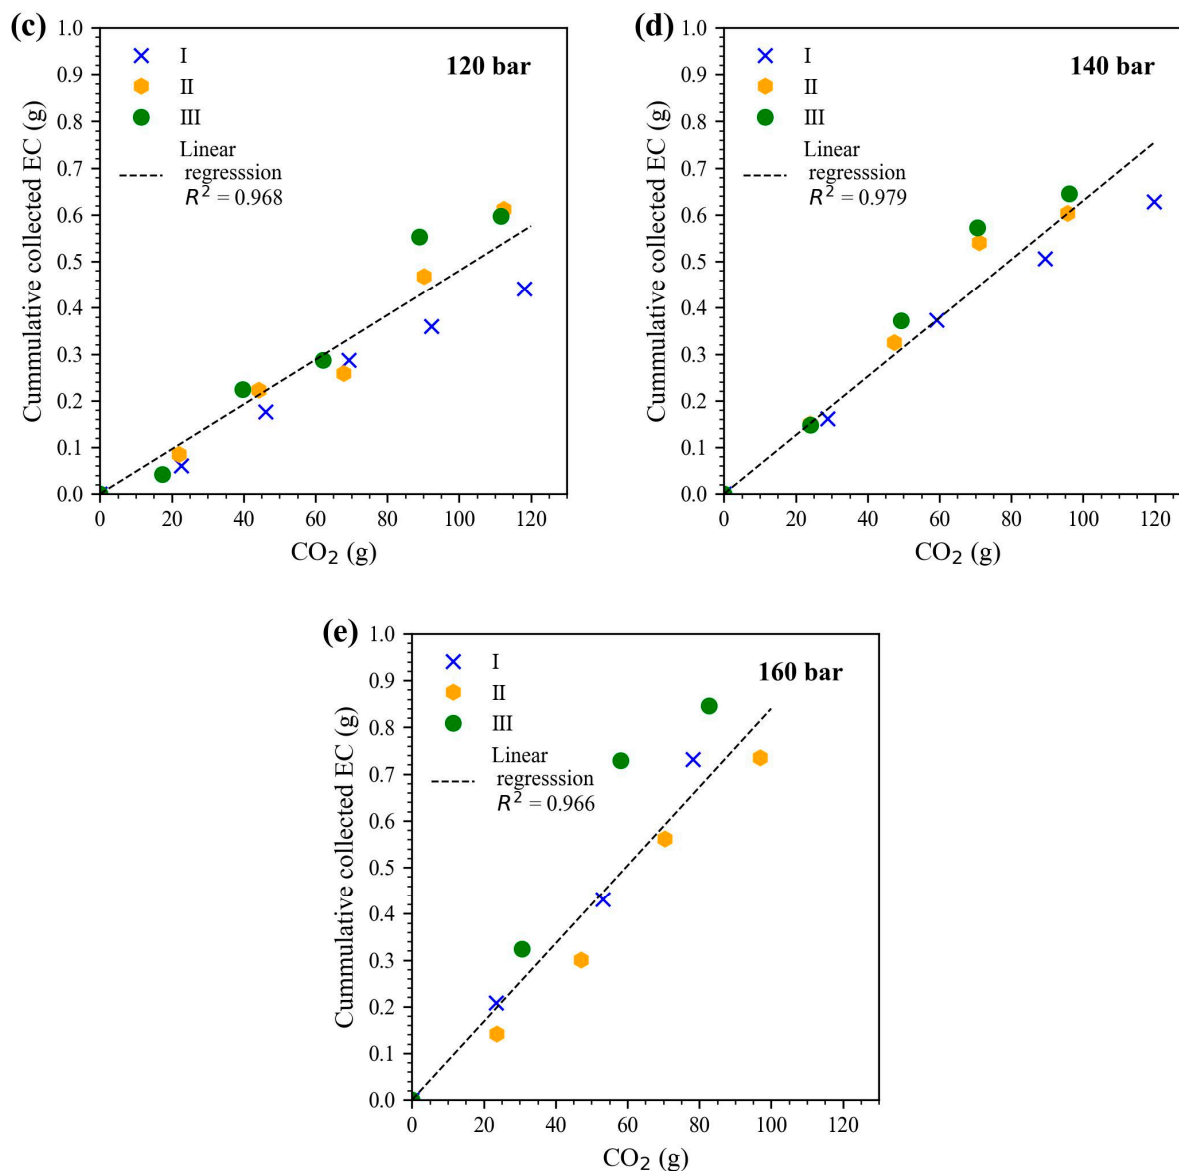 (c)
1.0
0.9
0.8
0.7
0.6
0.5
0.4
0.3
0.2
0.1
0.0
Cummulative collected EC (g)
I
II
III
Linear
regresssion
R² = 0.968
120 bar
0 20 40 60 80 100 120
CO₂ (g)
(d)
1.0
0.9
0.8
0.7
0.6
0.5
0.4
0.3
0.2
0.1
0.0
Cummulative collected EC (g)
I
II
III
Linear
regresssion
R² = 0.979
140 bar
0 20 40 60 80 100 120
CO₂ (g)
(e)
1.0
0.9
0.8
0.7
0.6
0.5
0.4
0.3
0.2
0.1
0.0
Cummulative collected EC (g)
I
II
III
Linear
regresssion
R² = 0.966
160 bar
0 20 40 60 80 100 120
CO₂ (g)